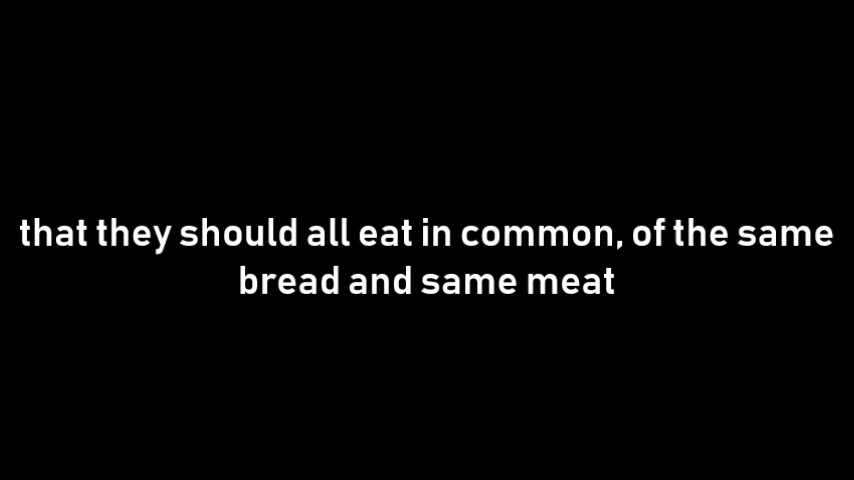 that they should all eat in common, of the same
bread and same meat